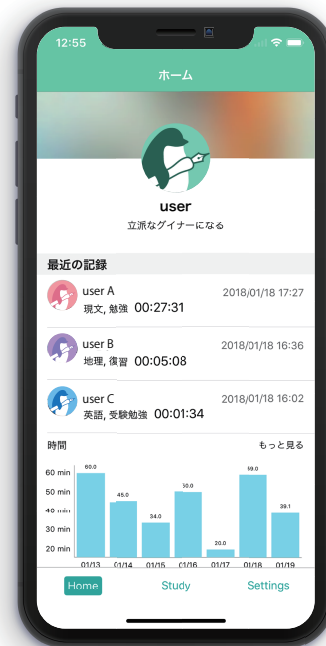 12:55
ホーム
user
立派なグイナーになる
最近の記録
user A 2018/01/18 17:27
現文, 勉強 00:27:31
user B 2018/01/18 16:36
地理, 復習 00:05:08
user C 2018/01/18 16:02
英語, 受験勉強 00:01:34
時間 もっと見る
60 min
50 min
40 min
30 min
20 min
60.0
45.0
34.0
50.0
20.0
59.0
39.1
01/13 01/14 01/15 01/16 01/17 01/18 01/19
Home Study Settings